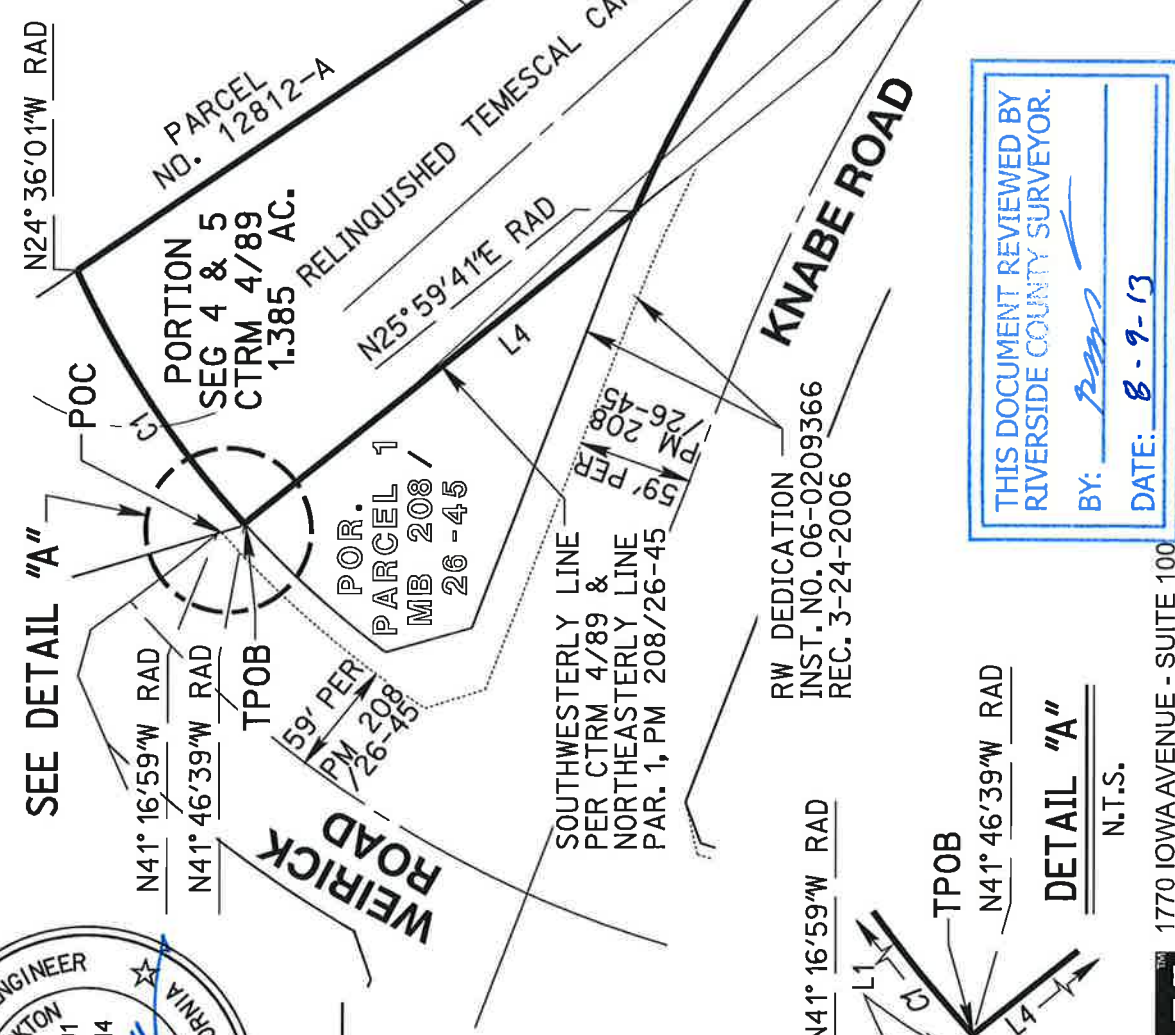 N24°36'01"W RAD
PARCEL
NO. 12812-A
RELINQUISHED TEMESCAL
POC
PORTION
SEG 4 & 5
CTRM 4/89
1.385 AC.
C1
SEE DETAIL "A"
N25°59'41"E RAD
L4
KNABE ROAD
N41°16'59"W RAD
N41°46'39"W RAD
TPOB
POR.
PARCEL 1
MB 208 /
26-45
59' PER
PM 208
/26-45
59' PER
PM 208
/26-45
WEIRICK
ROAD
SOUTHWESTERLY LINE
PER CTRM 4/89 &
NORTHEASTERLY LINE
PAR. 1, PM 208/26-45
RW DEDICATION
INST. NO. 06-0209366
REC. 3-24-2006
THIS DOCUMENT REVIEWED BY
RIVERSIDE COUNTY SURVEYOR.
BY:
DATE: 8-9-13
N41°16'59"W RAD
L1
C1
L4
TPOB
N41°46'39"W RAD
DETAIL "A"
N.T.S.
1770 IOWA AVENUE - SUITE 100
TM